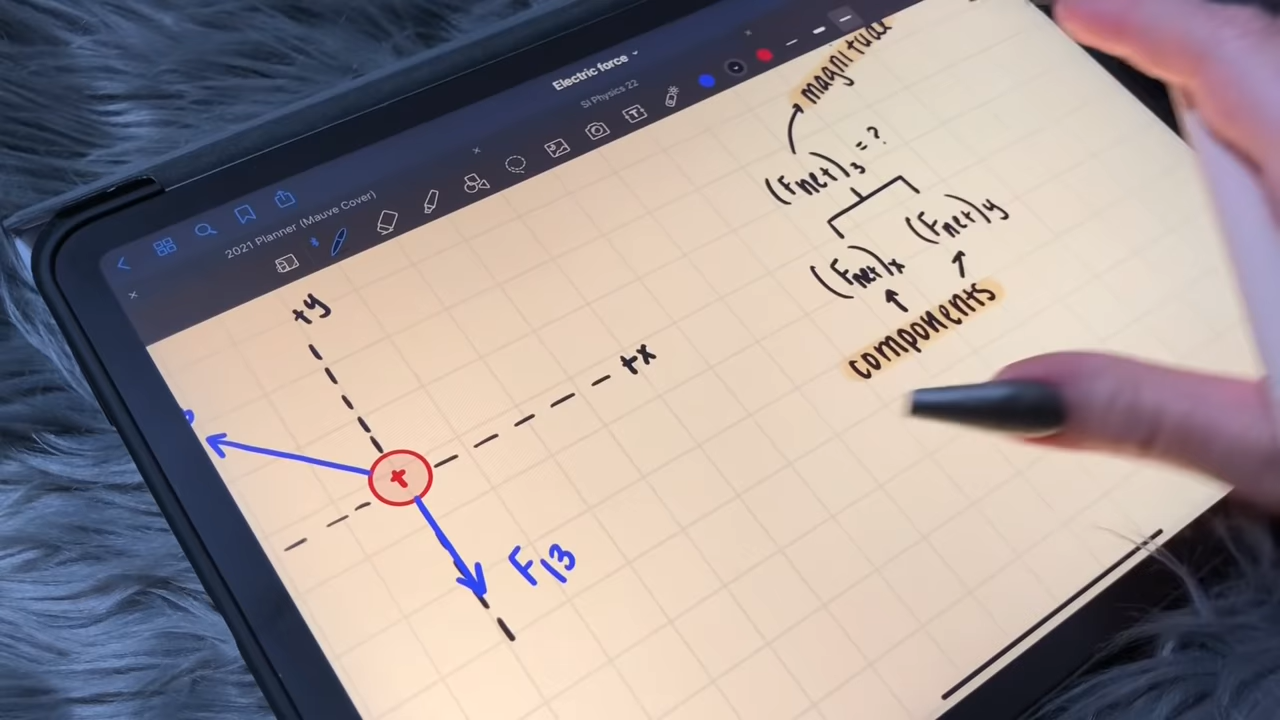 Electric force
SI Physics 22
2021 Planner (Mauve Cover)
magnitude
(Fnet)3 = ?
(Fnet)x
(Fnet)y
components
+y
+x
+
F13